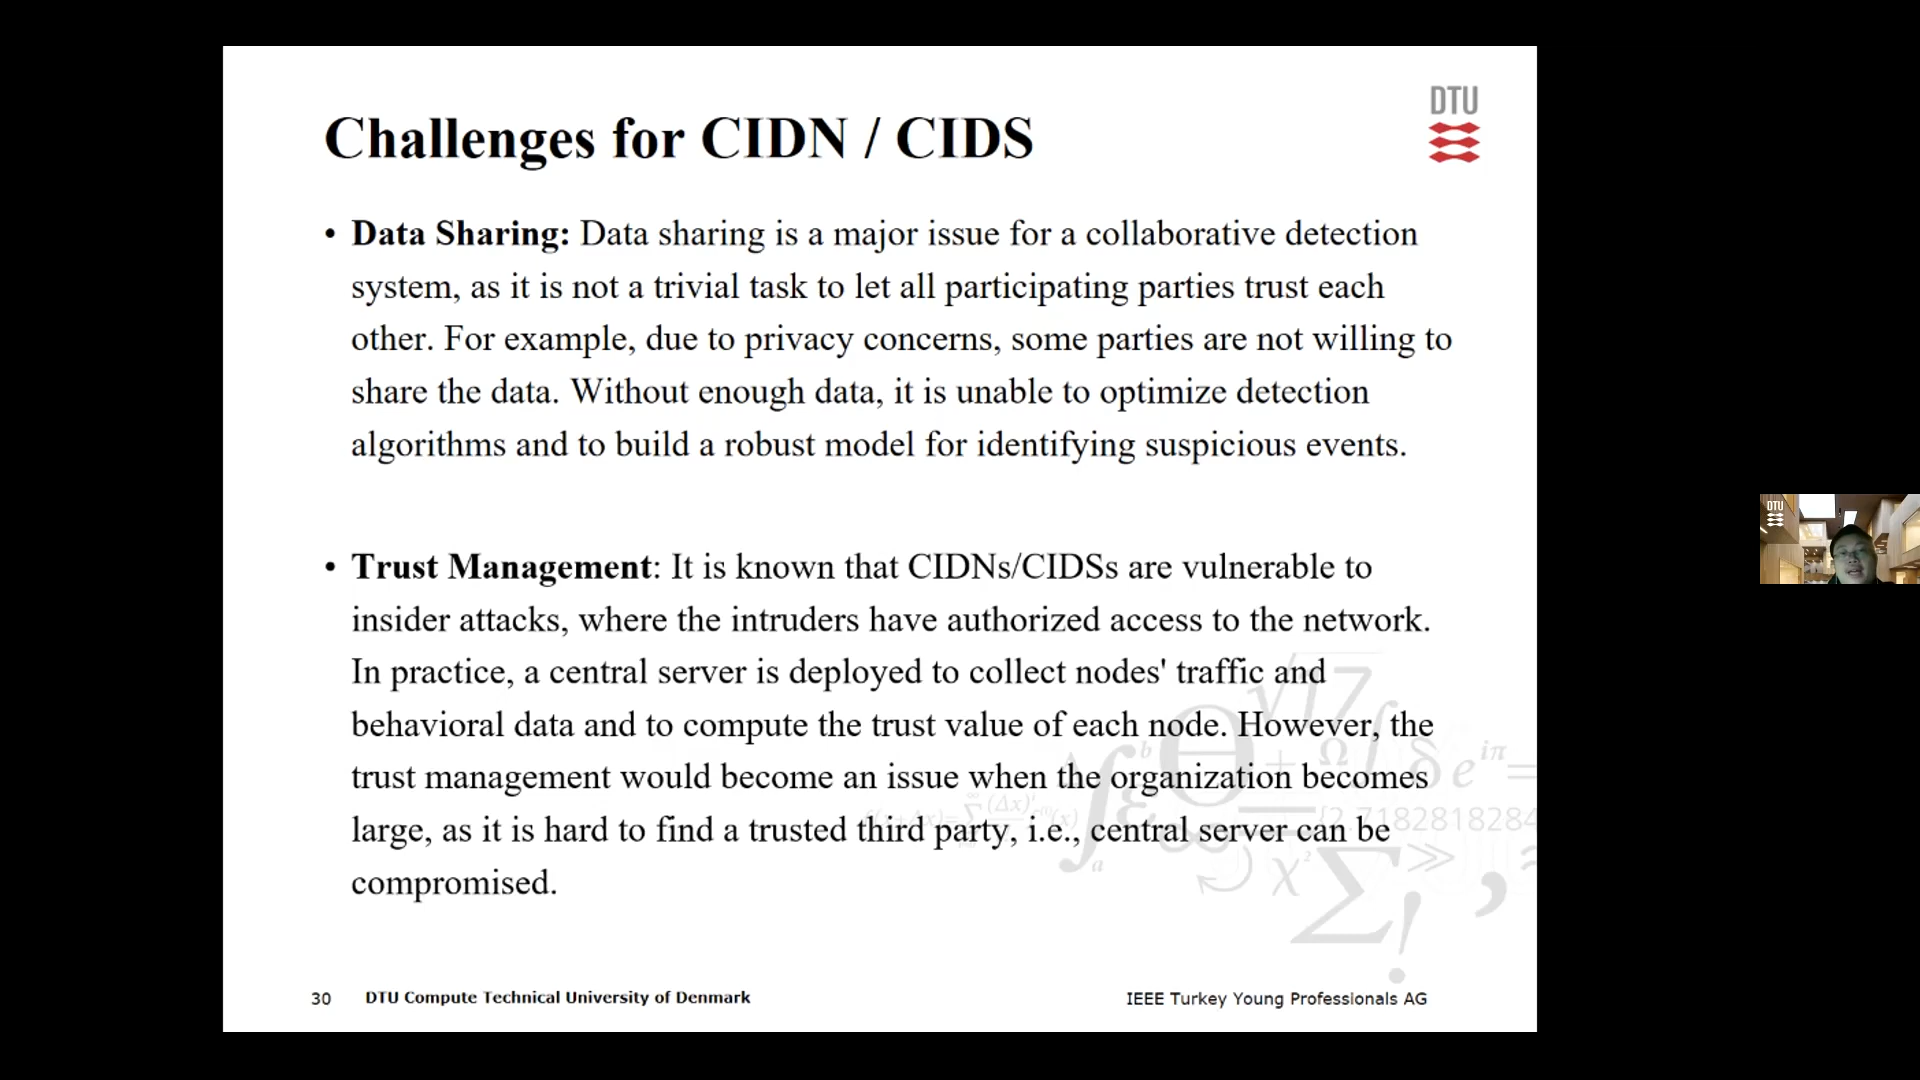 DTU
Challenges for CIDN / CIDS
• Data Sharing: Data sharing is a major issue for a collaborative detection
system, as it is not a trivial task to let all participating parties trust each
other. For example, due to privacy concerns, some parties are not willing to
share the data. Without enough data, it is unable to optimize detection
algorithms and to build a robust model for identifying suspicious events.
• Trust Management: It is known that CIDNs/CIDSs are vulnerable to
insider attacks, where the intruders have authorized access to the network.
In practice, a central server is deployed to collect nodes' traffic and
behavioral data and to compute the trust value of each node. However, the
trust management would become an issue when the organization becomes
large, as it is hard to find a trusted third party, i.e., central server can be
compromised.
30 DTU Compute Technical University of Denmark
IEEE Turkey Young Professionals AG
DTU